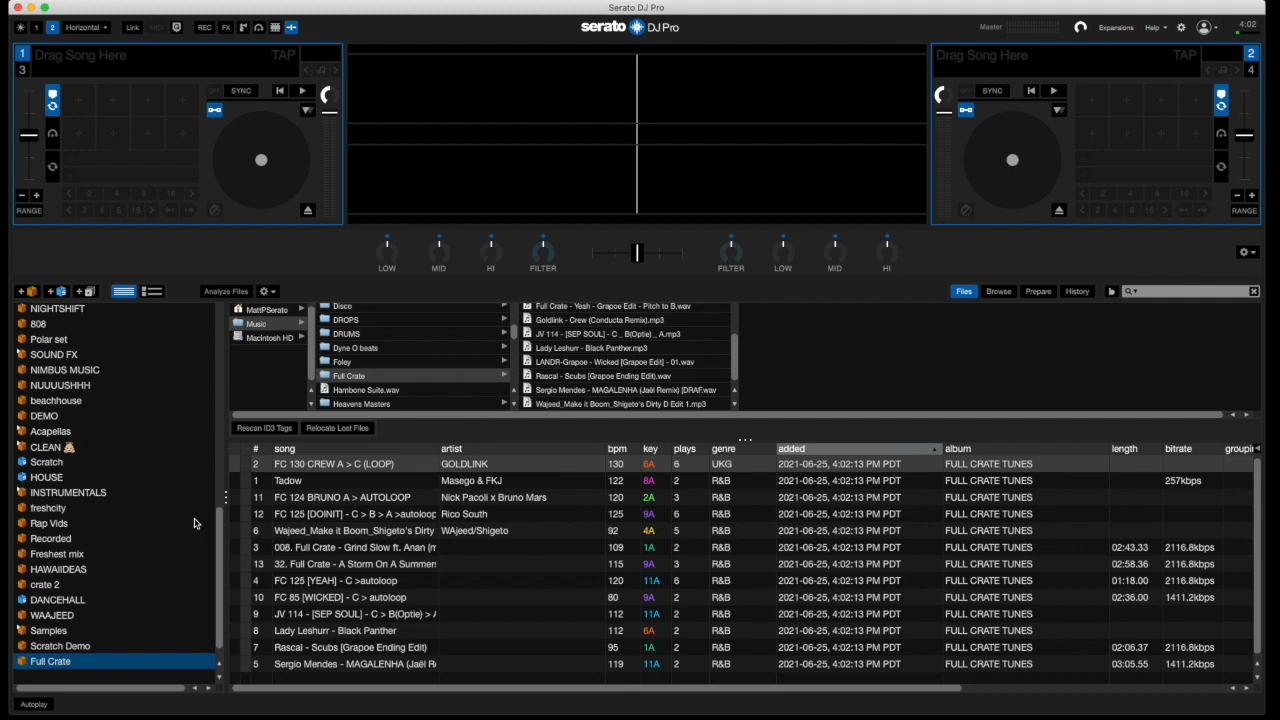 Serato DJ Pro
1 2 Horizontal Link MIDI REC FX serato DJ Pro Master Expansions Help 4:02
1 Drag Song Here TAP
3
SYNC
2 4 8 16
2 4 8 16
RANGE
Drag Song Here TAP 2
4
SYNC
RANGE
LOW MID HI FILTER FILTER LOW MID HI
Analyze Files Files Browse Prepare History
NIGHTSHIFT
808
Polar set
SOUND FX
NIMBUS MUSIC
NUUUUSHHH
beachhouse
DEMO
Acapellas
CLEAN 💩
Scratch
HOUSE
INSTRUMENTALS
freshcity
Rap Vids
Recorded
Freshest mix
HAWAIIDEAS
crate 2
DANCEHALL
WAAJEED
Samples
Scratch Demo
Full Crate
MattPSerato
Music
Macintosh HD
Disco
DROPS
DRUMS
Dyne O beats
Foley
Full Crate
Hambone Suite.wav
Heavens Masters
Full Crate - Yeah - Grapoe Edit - Pitch to B.wav
Goldlink - Crew (Conducta Remix).mp3
JV 114 - [SEP SOUL] - C _ B(Optie) _ A.mp3
Lady Leshurr - Black Panther.mp3
LANDR-Grapoe - Wicked [Grapoe Edit] - 01.wav
Rascal - Scubs [Grapoe Ending Edit).wav
Sergio Mendes - MAGALENHA (Jaël Remix) [DRAF.wav
Wajeed_Make it Boom_Shigeto's Dirty D Edit 1.mp3
Rescan ID3 Tags Relocate Lost Files
# song artist bpm key plays genre added album length bitrate groupin
2 FC 130 CREW A > C (LOOP) GOLDLINK 130 6A 6 UKG 2021-06-25, 4:02:13 PM PDT FULL CRATE TUNES
1 Tadow Masego & FKJ 122 8A 2 R&B 2021-06-25, 4:02:13 PM PDT FULL CRATE TUNES 257kbps
11 FC 124 BRUNO A > AUTOLOOP Nick Pacoli x Bruno Mars 120 2A 3 R&B 2021-06-25, 4:02:13 PM PDT FULL CRATE TUNES
12 FC 125 [DOINIT] - C > B > A >autoloop Rico South 125 9A 6 R&B 2021-06-25, 4:02:13 PM PDT FULL CRATE TUNES
6 Wajeed_Make it Boom_Shigeto's Dirty WAjeed/Shigeto 92 4A 5 R&B 2021-06-25, 4:02:13 PM PDT FULL CRATE TUNES
3 008. Full Crate - Grind Slow ft. Anan (m 109 1A 2 R&B 2021-06-25, 4:02:13 PM PDT FULL CRATE TUNES 02:43.33 2116.8kbps
13 32. Full Crate - A Storm On A Summers 115 9A 3 R&B 2021-06-25, 4:02:13 PM PDT FULL CRATE TUNES 02:58.36 2116.8kbps
4 FC 125 [YEAH] - C >autoloop 120 11A 6 R&B 2021-06-25, 4:02:13 PM PDT FULL CRATE TUNES 01:18.00 2116.8kbps
10 FC 85 [WICKED] - C > autoloop 80 9A 2 R&B 2021-06-25, 4:02:13 PM PDT FULL CRATE TUNES 02:36.00 1411.2kbps
9 JV 114 - [SEP SOUL] - C > B(Optie) > A 112 11A 2 R&B 2021-06-25, 4:02:13 PM PDT FULL CRATE TUNES
8 Lady Leshurr - Black Panther 112 6A 2 R&B 2021-06-25, 4:02:13 PM PDT FULL CRATE TUNES
7 Rascal - Scubs [Grapoe Ending Edit) 95 1A 2 R&B 2021-06-25, 4:02:13 PM PDT FULL CRATE TUNES 02:06.37 2116.8kbps
5 Sergio Mendes - MAGALENHA (Jaël R 119 11A 2 R&B 2021-06-25, 4:02:13 PM PDT FULL CRATE TUNES 03:05.55 1411.2kbps
Autoplay